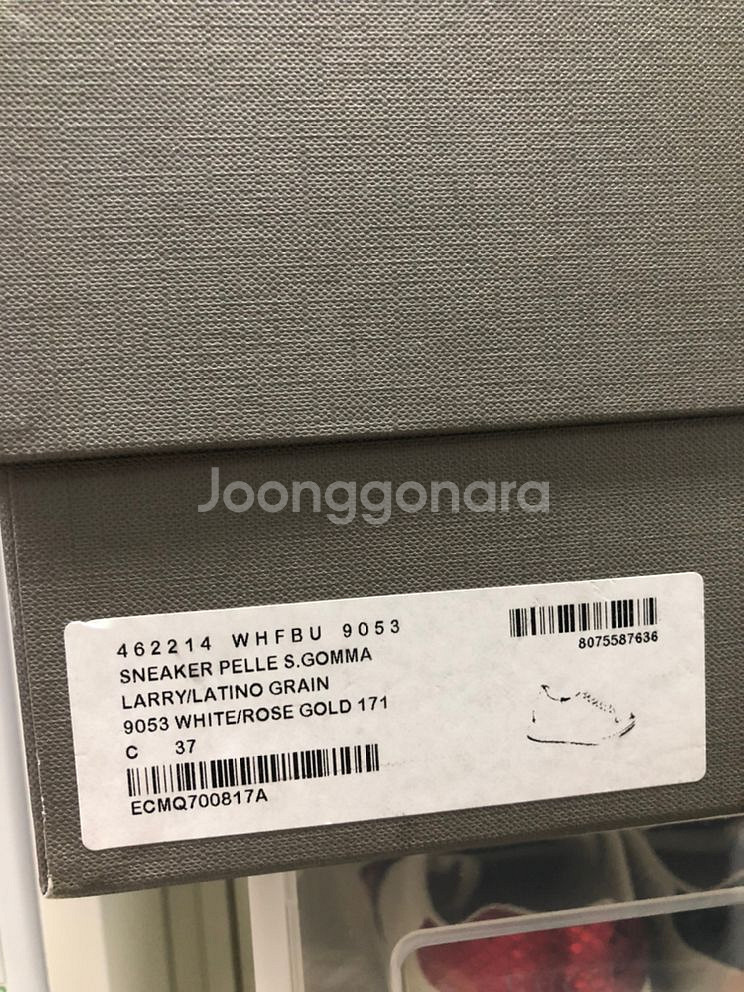 Joonggonara
462214 WHFBU 9053
SNEAKER PELLE S.GOMMA
LARRY/LATINO GRAIN
9053 WHITE/ROSE GOLD 171
C 37
ECMQ700817A
8075587636